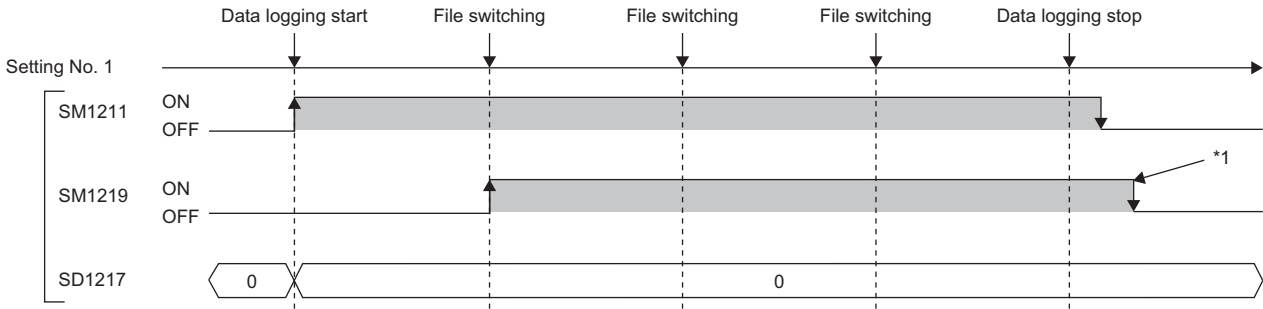 Data logging start File switching File switching File switching Data logging stop
Setting No. 1
SM1211 ON
OFF
*1
SM1219 ON
OFF
SD1217 0 0